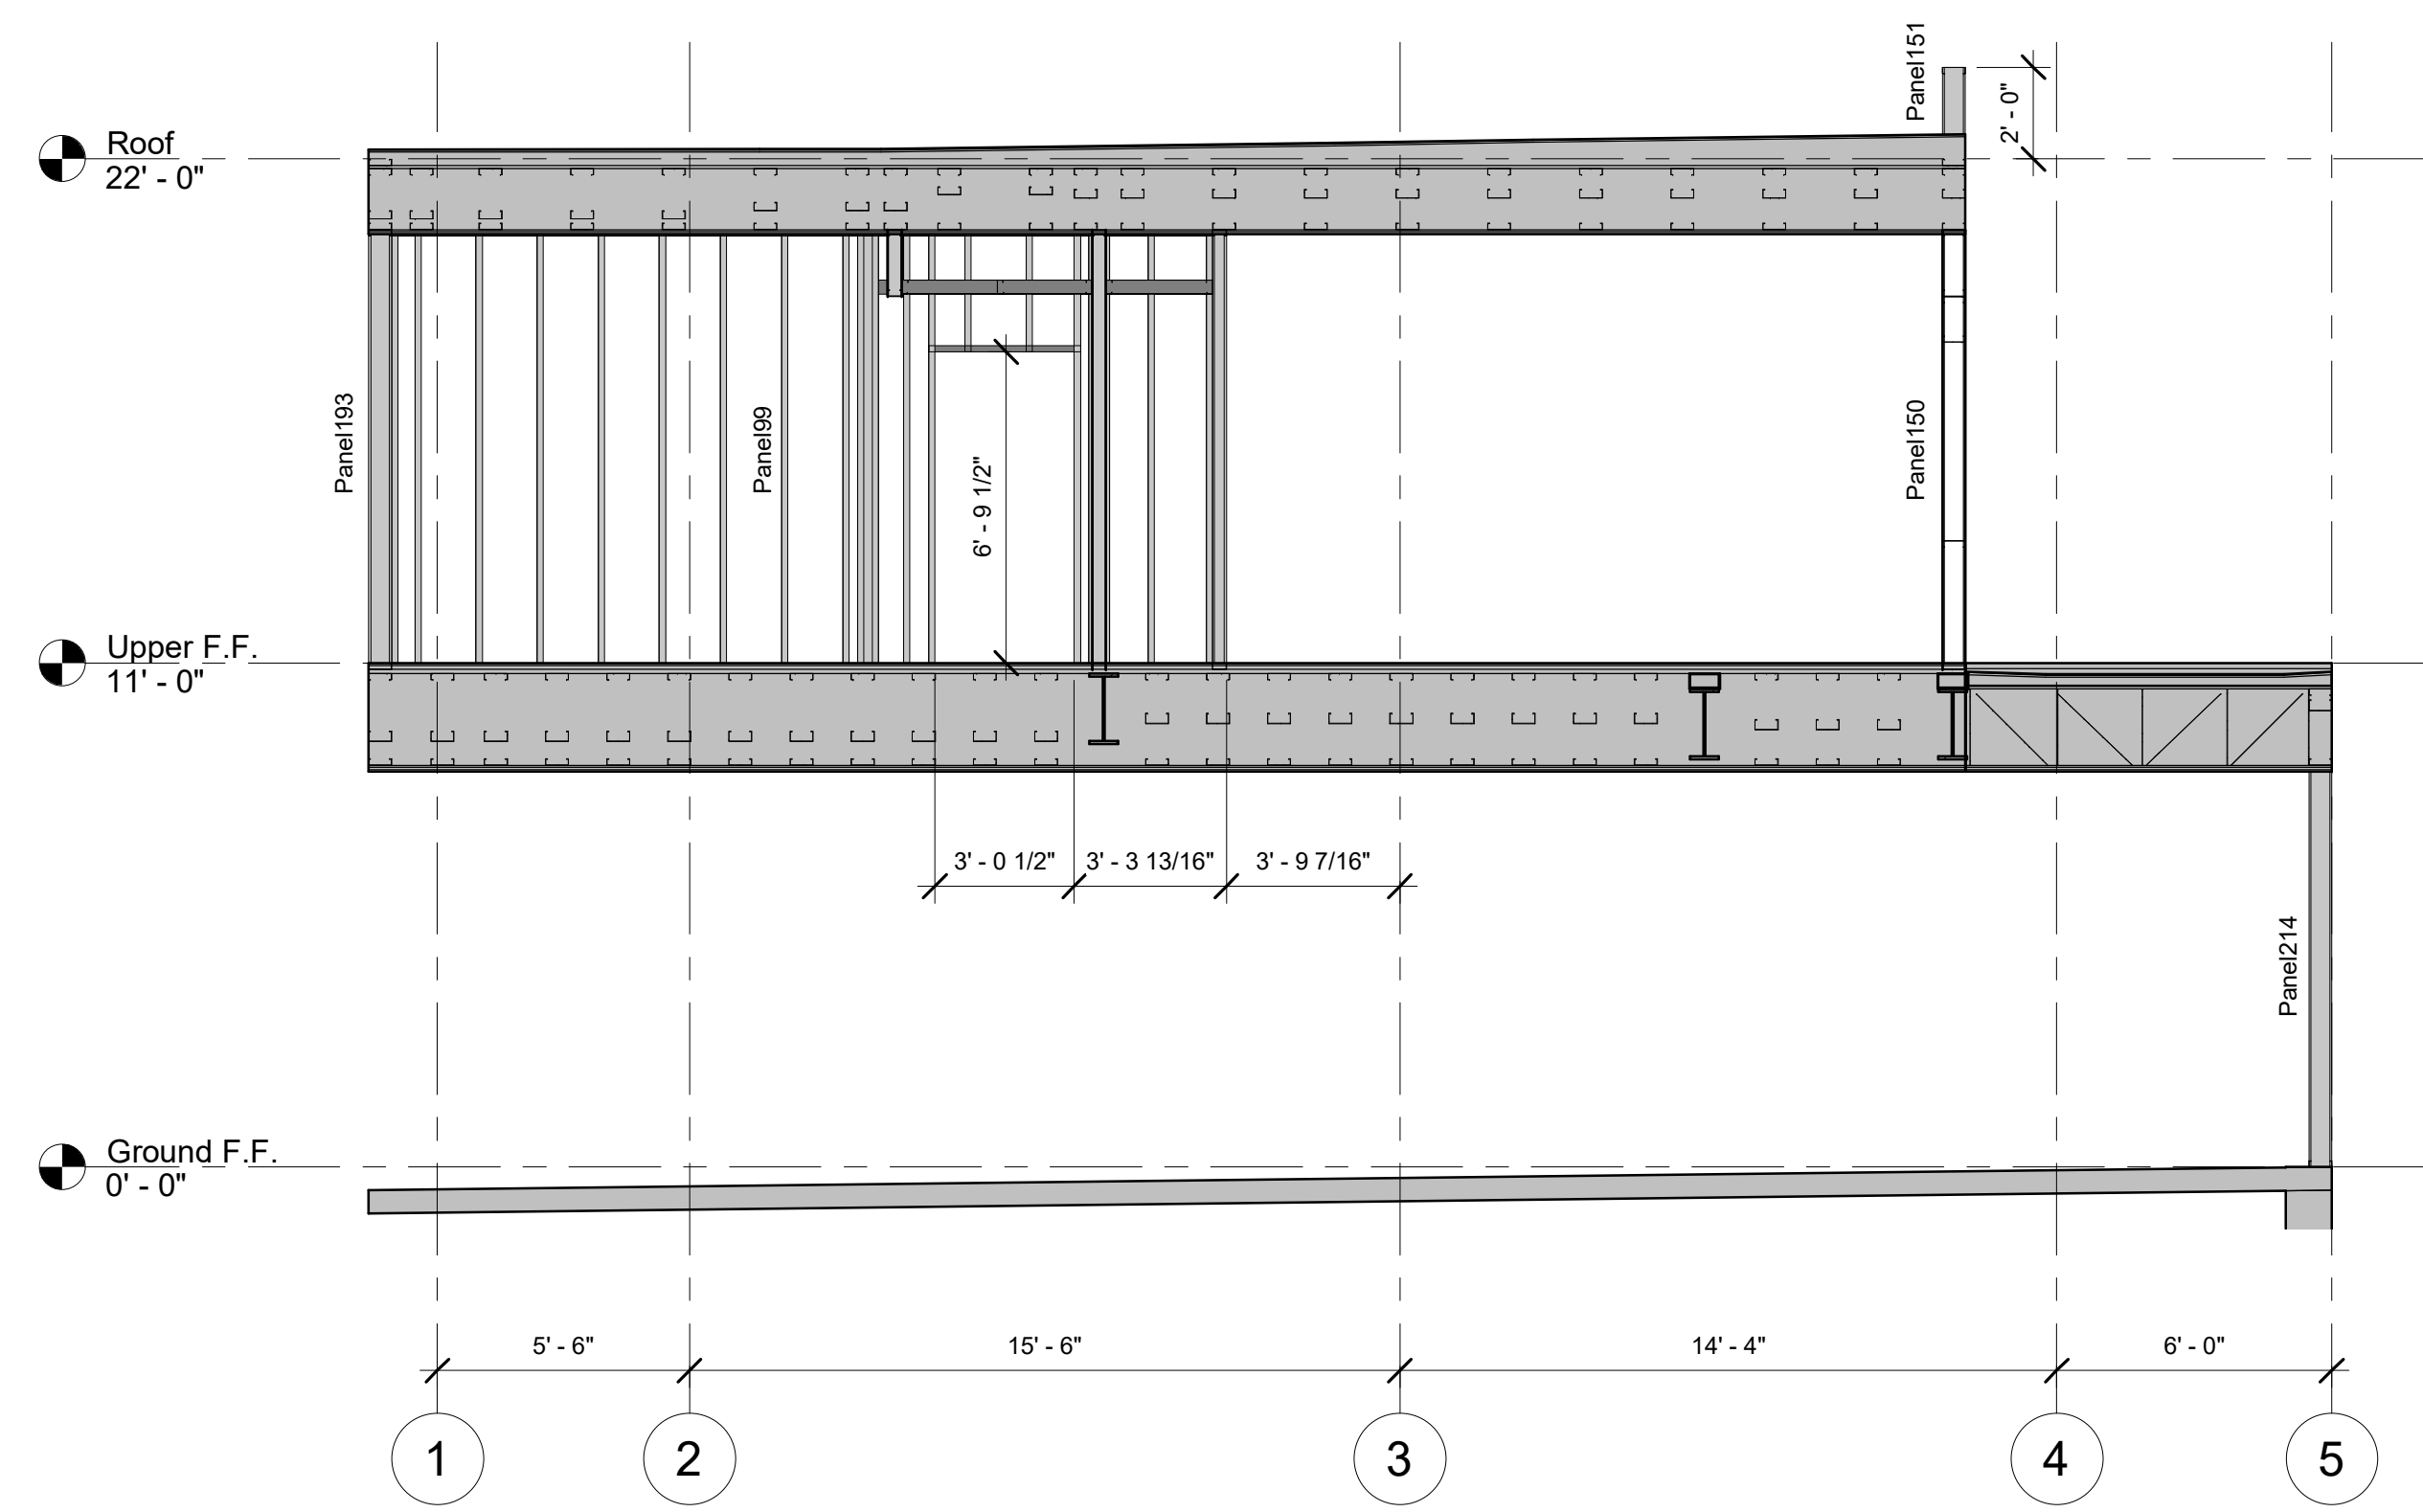 Panel151
2' - 0"
Roof
22' - 0"
Panel193
Panel99
6' - 9 1/2"
Panel150
Upper F.F.
11' - 0"
3' - 0 1/2"
3' - 3 13/16"
3' - 9 7/16"
Panel214
Ground F.F.
0' - 0"
5' - 6"
15' - 6"
14' - 4"
6' - 0"
1
2
3
4
5